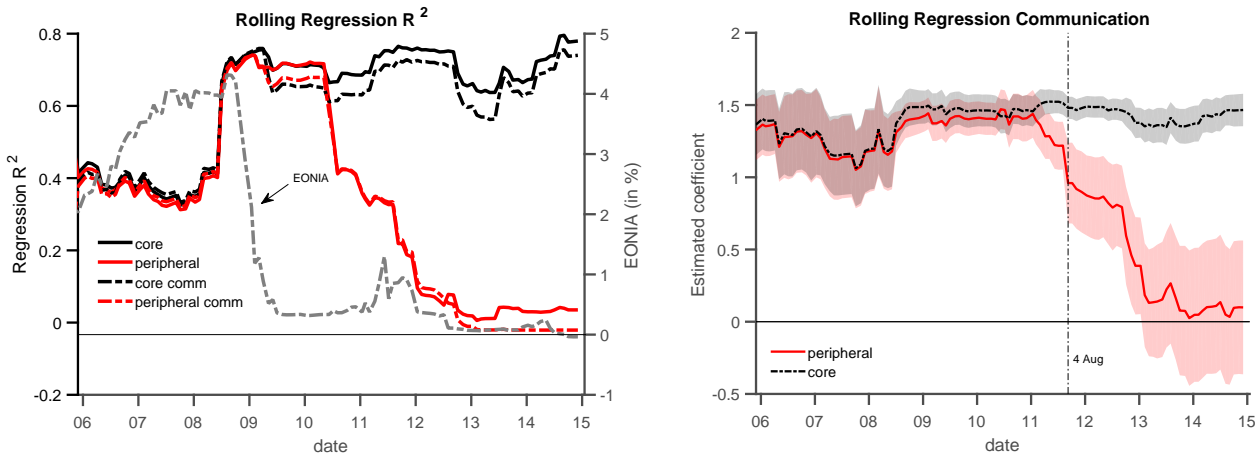 Rolling Regression R 2
0.8
0.6
0.4
0.2
0
-0.2
Regression R 2
5
4
3
2
1
0
-1
EONIA (in %)
EONIA
core
peripheral
core comm
peripheral comm
06 07 08 09 10 11 12 13 14 15
date
Rolling Regression Communication
2
1.5
1
0.5
0
-0.5
Estimated coefficient
peripheral
core
4 Aug
06 07 08 09 10 11 12 13 14 15
date